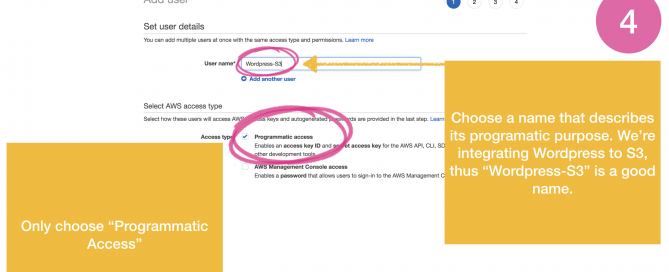 Add user
1 2 3 4
4
Set user details
You can add multiple users at once with the same access type and permissions. Learn more
User name* Wordpress-S3
Add another user
Select AWS access type
Select how these users will access AWS keys and autogenerated are provided in the last step. Learn
Access type Programmatic access
Enables an access key ID and secret access key for the AWS API, CLI, SD
other development tools
AWS Management Console access
Enables a password that allows users to sign-in to the AWS Management C
Choose a name that describes
its programatic purpose. We’re
integrating Wordpress to S3,
thus “Wordpress-S3” is a good
name.
Only choose “Programmatic
Access”